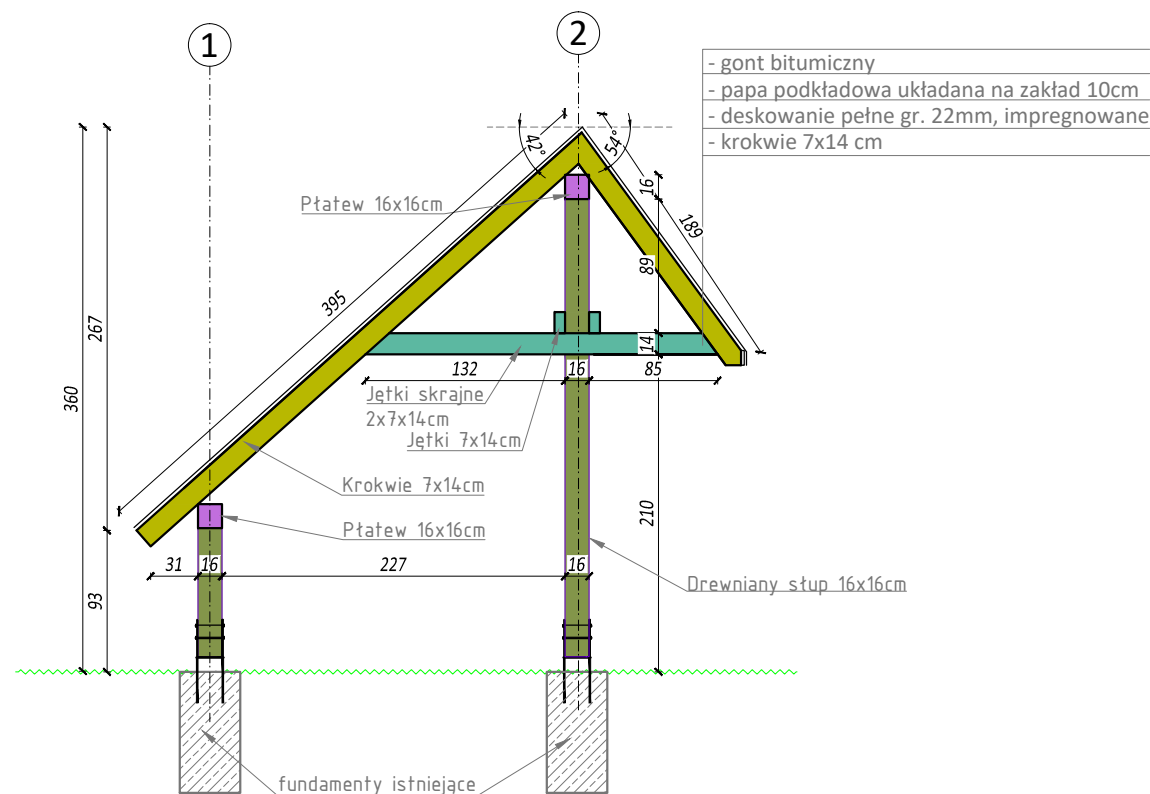 1
2
- gont bitumiczny
- papa podkładowa układana na zakład 10cm
- deskowanie pełne gr. 22mm, impregnowane
- krokwie 7x14 cm
42°
54°
Płatew 16x16cm
16
189
89
395
267
14
360
132
16
85
Jętki skrajne
2x7x14cm
Jętki 7x14cm
Krokwie 7x14cm
Płatew 16x16cm
210
31
16
227
16
Drewniany słup 16x16cm
93
fundamenty istniejące